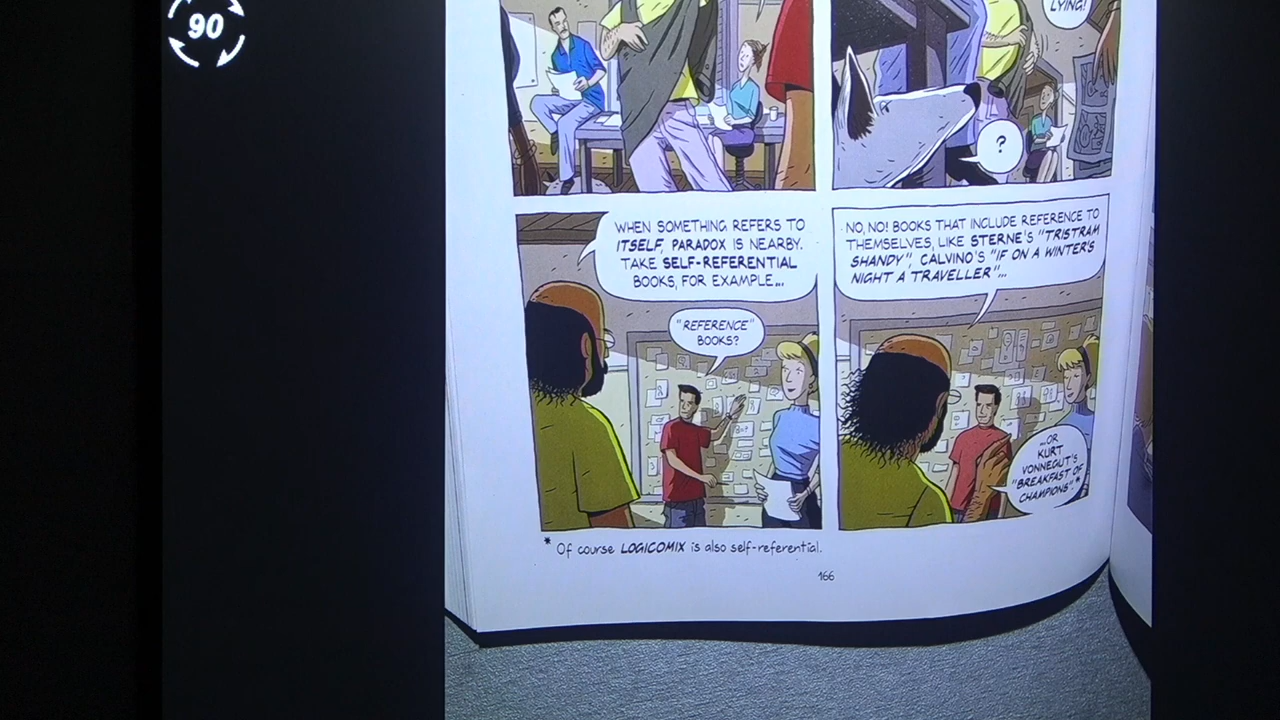 90
LYING!
?
WHEN SOMETHING REFERS TO
ITSELF, PARADOX IS NEARBY.
TAKE SELF-REFERENTIAL
BOOKS, FOR EXAMPLE...
"REFERENCE"
BOOKS?
NO, NO! BOOKS THAT INCLUDE REFERENCE TO
THEMSELVES, LIKE STERNE'S "TRISTRAM
SHANDY", CALVINO'S "IF ON A WINTER'S
NIGHT A TRAVELLER"...
...OR
KURT
VONNEGUT'S
"BREAKFAST OF
CHAMPIONS".*
* Of course LOGICOMIX is also self-referential.
166